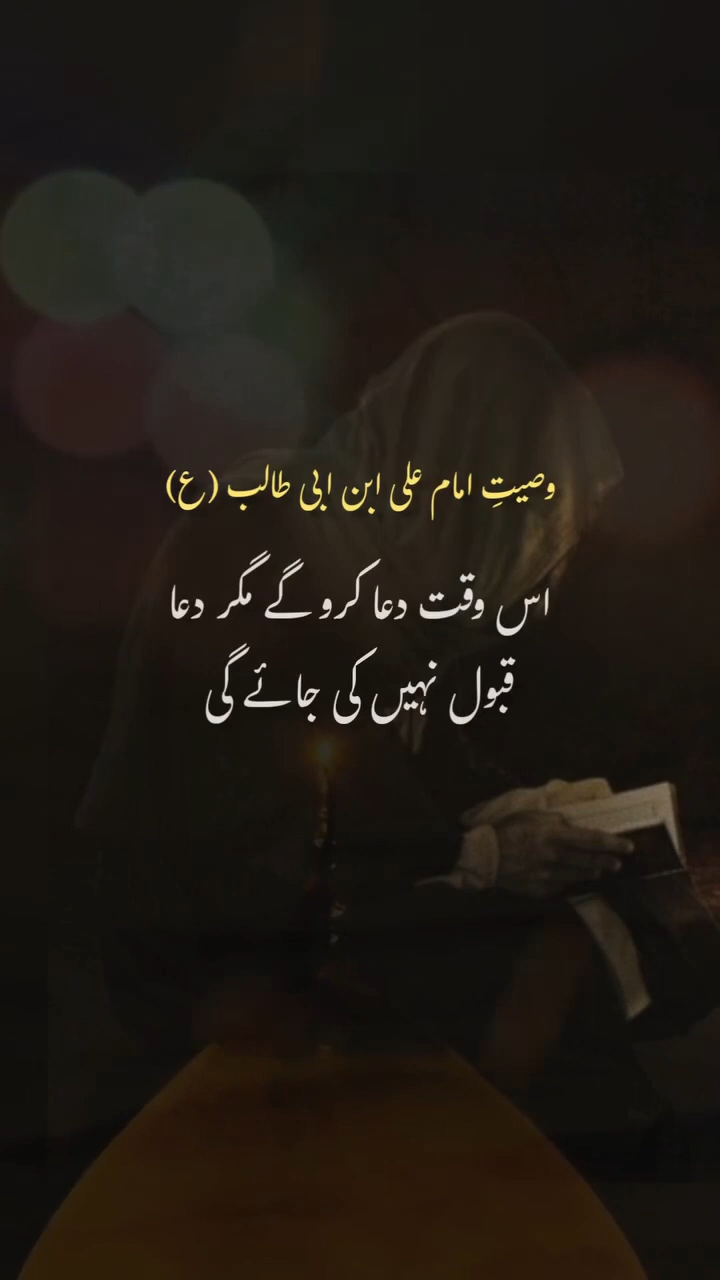 وصیتِ امام علی ابن ابی طالب (ع)
اس وقت دعا کرو گے مگر دعا
قبول نہیں کی جائے گی